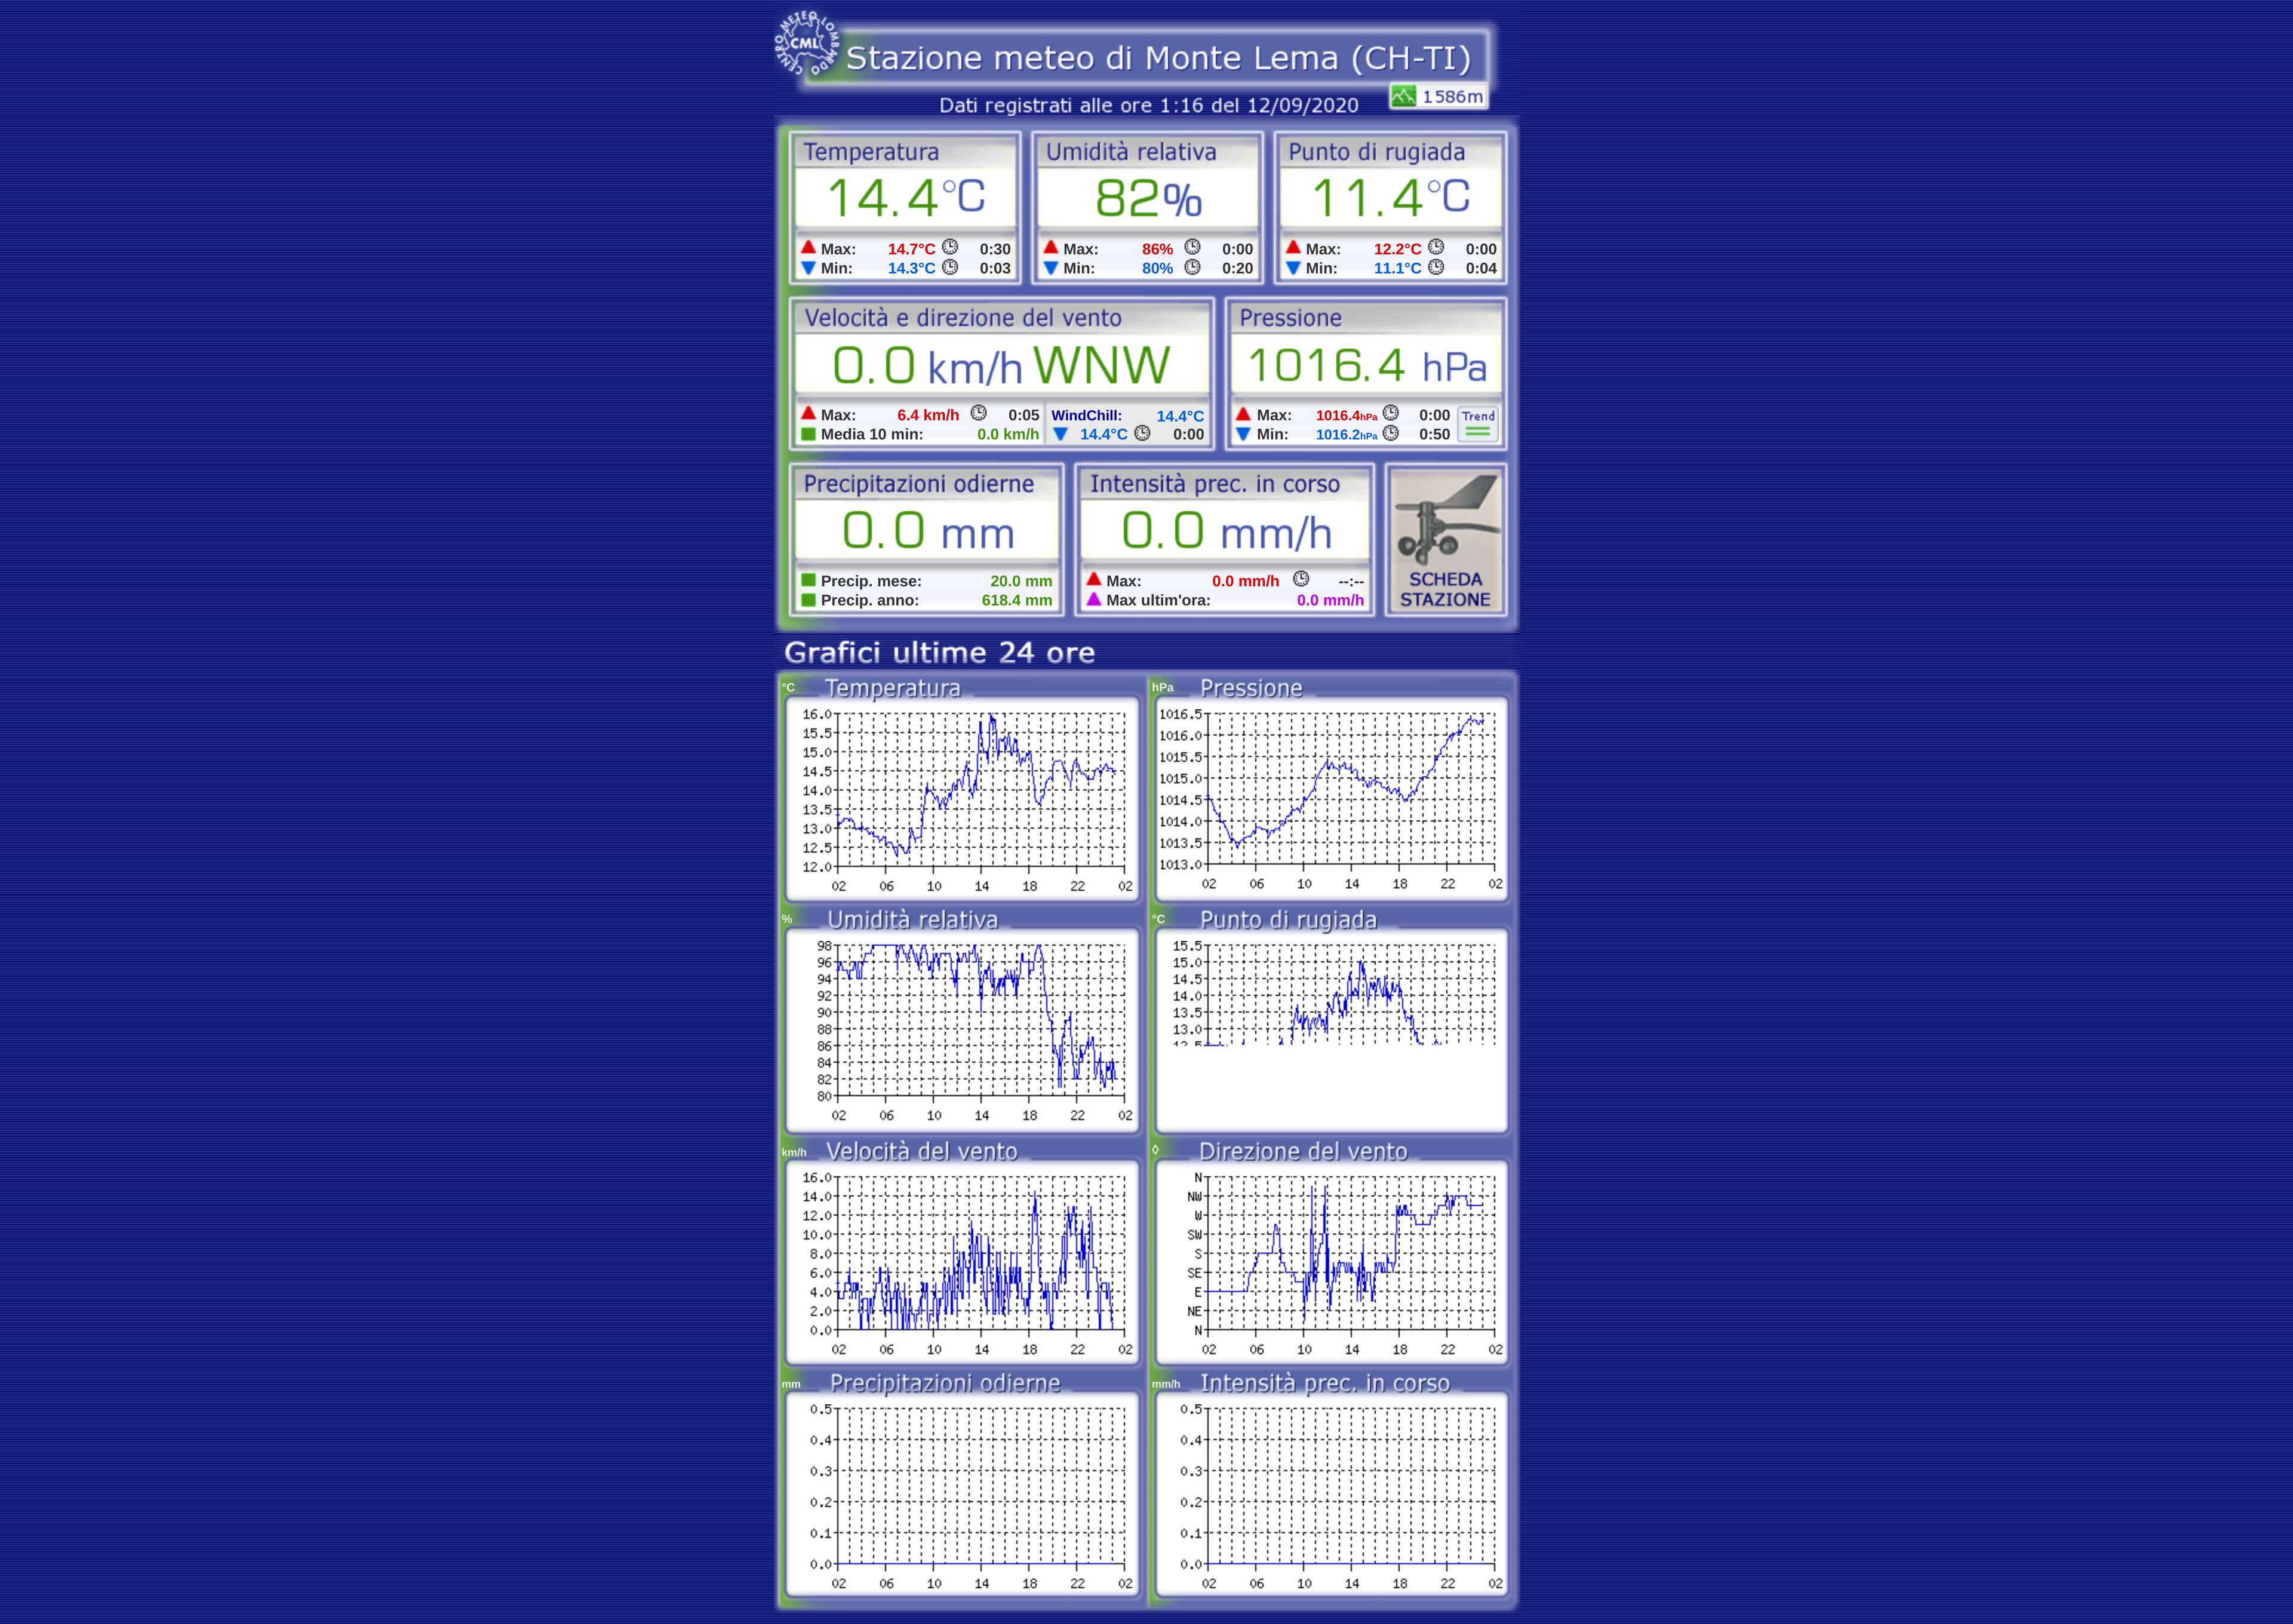 CENTRO METEO LOMBARDO
CML
Stazione meteo di Monte Lema (CH-TI)
1586m
Dati registrati alle ore 1:16 del 12/09/2020
Temperatura
14.4°C
Max: 14.7°C 0:30
Min: 14.3°C 0:03
Umidità relativa
82%
Max: 86% 0:00
Min: 80% 0:20
Punto di rugiada
11.4°C
Max: 12.2°C 0:00
Min: 11.1°C 0:04
Velocità e direzione del vento
0.0 km/h WNW
Max: 6.4 km/h 0:05
Media 10 min: 0.0 km/h
WindChill: 14.4°C
14.4°C 0:00
Pressione
1016.4 hPa
Max: 1016.4hPa 0:00
Min: 1016.2hPa 0:50
Trend
Precipitazioni odierne
0.0 mm
Precip. mese: 20.0 mm
Precip. anno: 618.4 mm
Intensità prec. in corso
0.0 mm/h
Max: 0.0 mm/h --:--
Max ultim'ora: 0.0 mm/h
SCHEDA
STAZIONE
Grafici ultime 24 ore
°C Temperatura
16.0
15.5
15.0
14.5
14.0
13.5
13.0
12.5
12.0
02 06 10 14 18 22 02
hPa Pressione
1016.5
1016.0
1015.5
1015.0
1014.5
1014.0
1013.5
1013.0
02 06 10 14 18 22 02
% Umidità relativa
98
96
94
92
90
88
86
84
82
80
02 06 10 14 18 22 02
°C Punto di rugiada
15.5
15.0
14.5
14.0
13.5
13.0
12.5
km/h Velocità del vento
16.0
14.0
12.0
10.0
8.0
6.0
4.0
2.0
0.0
02 06 10 14 18 22 02
◊ Direzione del vento
N
NW
W
SW
S
SE
E
NE
N
02 06 10 14 18 22 02
mm Precipitazioni odierne
0.5
0.4
0.3
0.2
0.1
0.0
02 06 10 14 18 22 02
mm/h Intensità prec. in corso
0.5
0.4
0.3
0.2
0.1
0.0
02 06 10 14 18 22 02